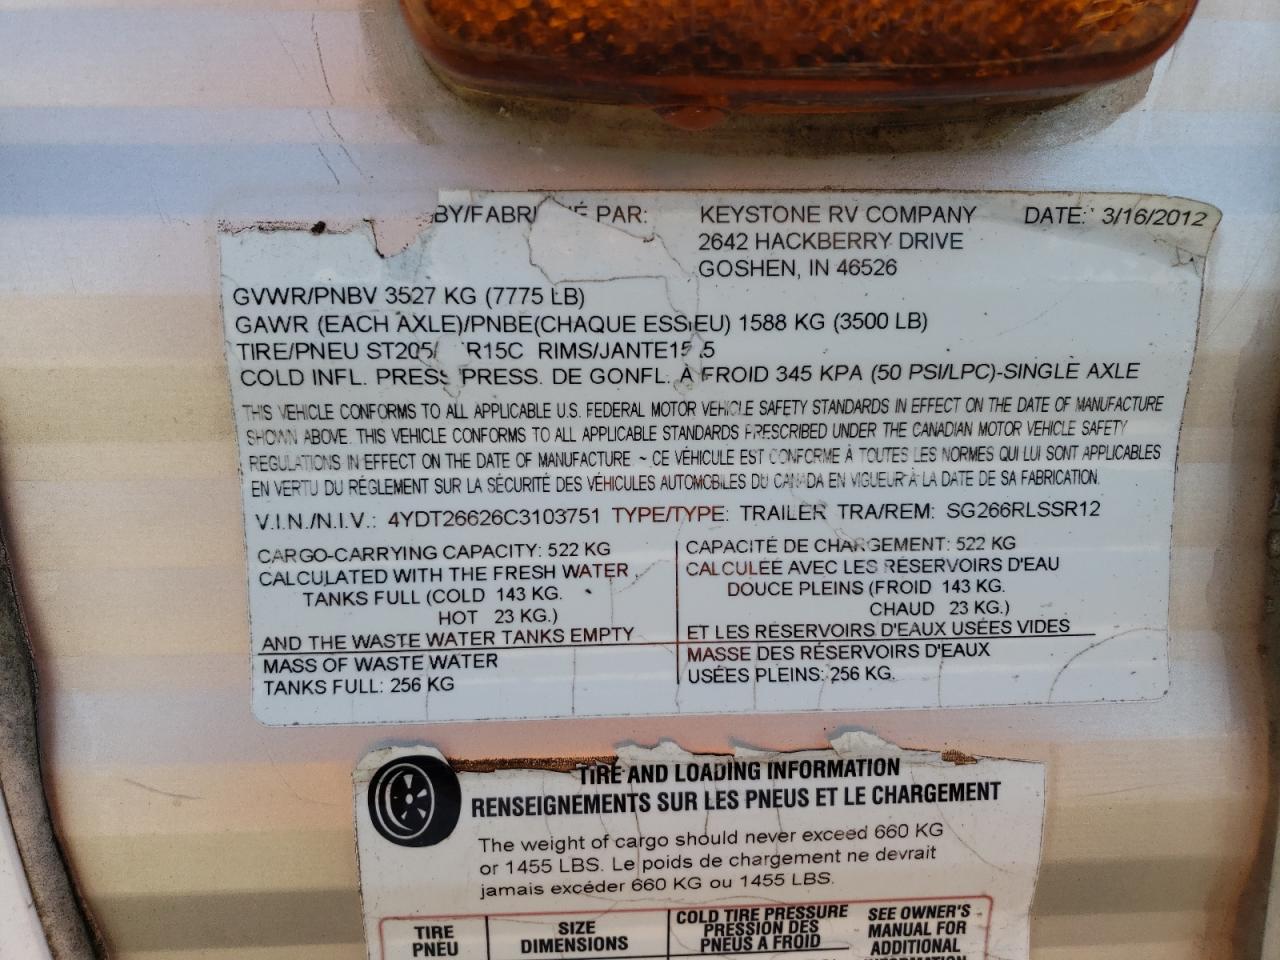 BY/FABRI É PAR: KEYSTONE RV COMPANY DATE: 3/16/2012
2642 HACKBERRY DRIVE
GOSHEN, IN 46526
GVWR/PNBV 3527 KG (7775 LB)
GAWR (EACH AXLE)/PNBE(CHAQUE ESSIEU) 1588 KG (3500 LB)
TIRE/PNEU ST205/ R15C RIMS/JANTE15 .5
COLD INFL. PRESS PRESS. DE GONFL. À FROID 345 KPA (50 PSI/LPC)-SINGLE AXLE
THIS VEHICLE CONFORMS TO ALL APPLICABLE U.S. FEDERAL MOTOR VEHICLE SAFETY STANDARDS IN EFFECT ON THE DATE OF MANUFACTURE
SHOWN ABOVE. THIS VEHICLE CONFORMS TO ALL APPLICABLE STANDARDS PRESCRIBED UNDER THE CANADIAN MOTOR VEHICLE SAFETY
REGULATIONS IN EFFECT ON THE DATE OF MANUFACTURE ~ CE VÉHICULE EST CONFORME À TOUTES LES NORMES QUI LUI SONT APPLICABLES
EN VERTU DU RÉGLEMENT SUR LA SÉCURITÉ DES VÉHICULES AUTOMOBILES DU CANADA EN VIGUEUR À LA DATE DE SA FABRICATION.
V.I.N./N.I.V.: 4YDT26626C3103751 TYPE/TYPE: TRAILER TRA/REM: SG266RLSSR12
CARGO-CARRYING CAPACITY: 522 KG
CALCULATED WITH THE FRESH WATER
TANKS FULL (COLD 143 KG.
HOT 23 KG.)
AND THE WASTE WATER TANKS EMPTY
MASS OF WASTE WATER
TANKS FULL: 256 KG
CAPACITÉ DE CHARGEMENT: 522 KG
CALCULÉE AVEC LES RÉSERVOIRS D'EAU
DOUCE PLEINS (FROID 143 KG.
CHAUD 23 KG.)
ET LES RÉSERVOIRS D'EAUX USÉES VIDES
MASSE DES RÉSERVOIRS D'EAUX
USÉES PLEINS: 256 KG.
TIRE AND LOADING INFORMATION
RENSEIGNEMENTS SUR LES PNEUS ET LE CHARGEMENT
The weight of cargo should never exceed 660 KG
or 1455 LBS. Le poids de chargement ne devrait
jamais excéder 660 KG ou 1455 LBS.
TIRE
PNEU
SIZE
DIMENSIONS
COLD TIRE PRESSURE
PRESSION DES
PNEUS A FROID
SEE OWNER'S
MANUAL FOR
ADDITIONAL